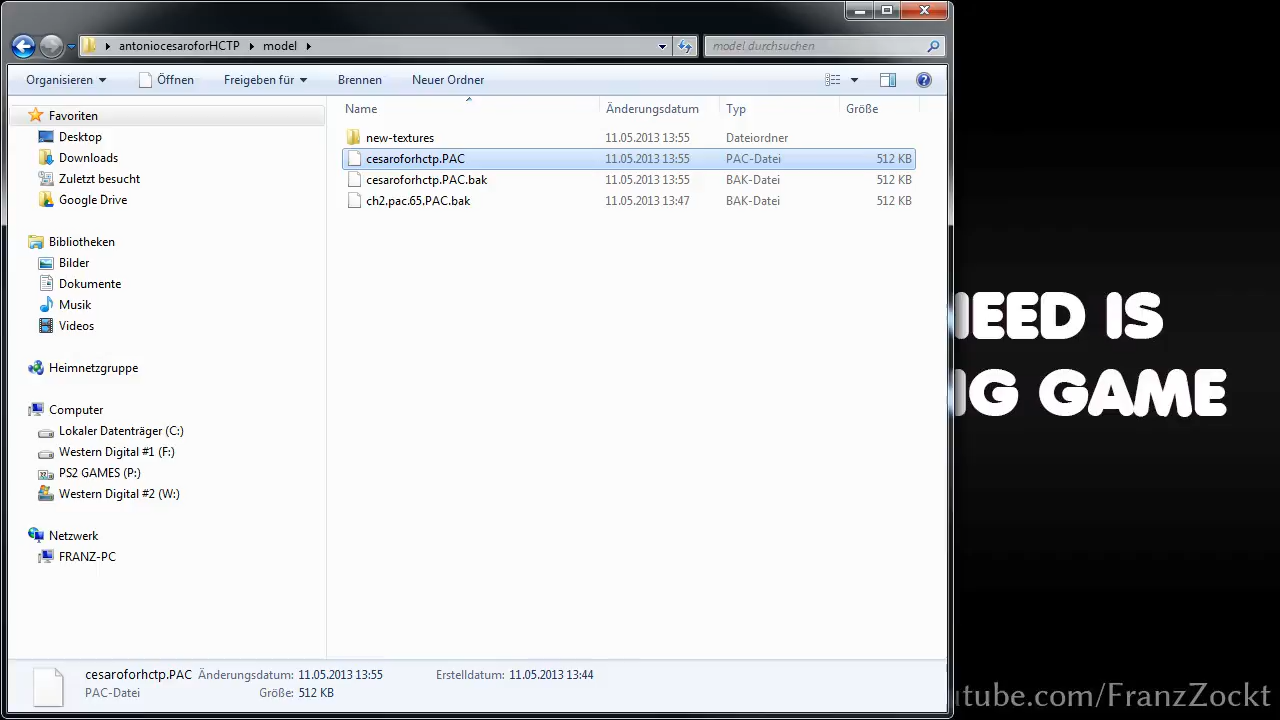 antoniocesaroforHCTP
model
model durchsuchen
Organisieren
Öffnen
Freigeben für
Brennen
Neuer Ordner
Favoriten
Desktop
Downloads
Zuletzt besucht
Google Drive
Bibliotheken
Bilder
Dokumente
Musik
Videos
Heimnetzgruppe
Computer
Lokaler Datenträger (C:)
Western Digital #1 (F:)
PS2 GAMES (P:)
Western Digital #2 (W:)
Netzwerk
FRANZ-PC
Name Änderungsdatum Typ Größe
new-textures 11.05.2013 13:55 Dateiordner
cesaroforhctp.PAC 11.05.2013 13:55 PAC-Datei 512 KB
cesaroforhctp.PAC.bak 11.05.2013 13:55 BAK-Datei 512 KB
ch2.pac.65.PAC.bak 11.05.2013 13:47 BAK-Datei 512 KB
cesaroforhctp.PAC Änderungsdatum: 11.05.2013 13:55 Erstelldatum: 11.05.2013 13:44
PAC-Datei Größe: 512 KB
NEED IS
GAME
utube.com/FranzZockt